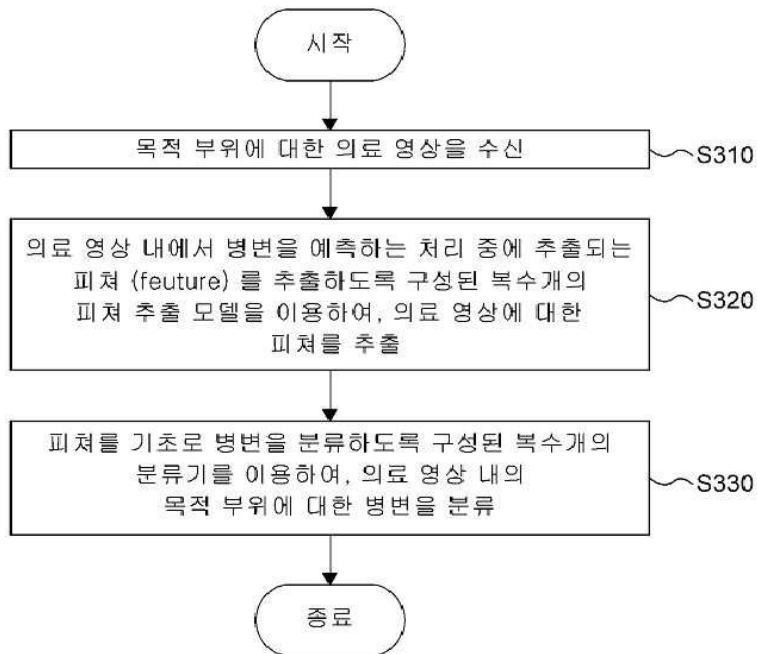 시작
목적 부위에 대한 의료 영상을 수신
S310
의료 영상 내에서 병변을 예측하는 처리 중에 추출되는
피쳐 (feuture) 를 추출하도록 구성된 복수개의
피쳐 추출 모델을 이용하여, 의료 영상에 대한
피쳐를 추출
S320
피쳐를 기초로 병변을 분류하도록 구성된 복수개의
분류기를 이용하여, 의료 영상 내의
목적 부위에 대한 병변을 분류
S330
종료